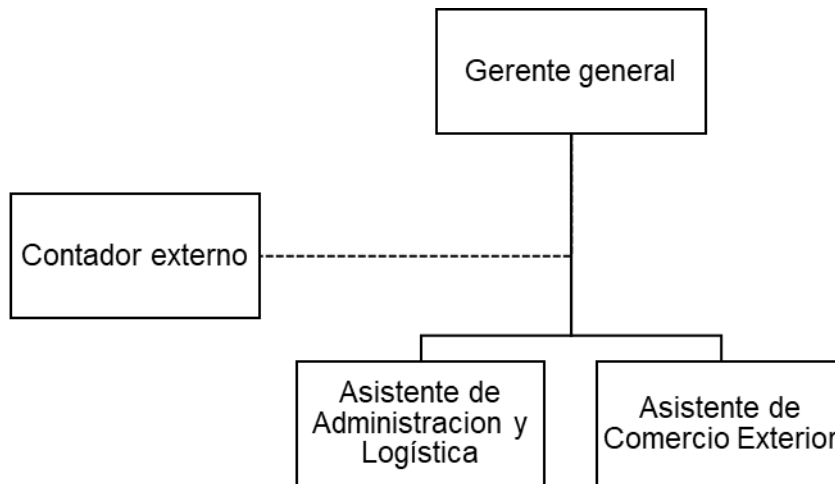 Gerente general
Contador externo
Asistente de
Administracion y
Logística
Asistente de
Comercio Exterior